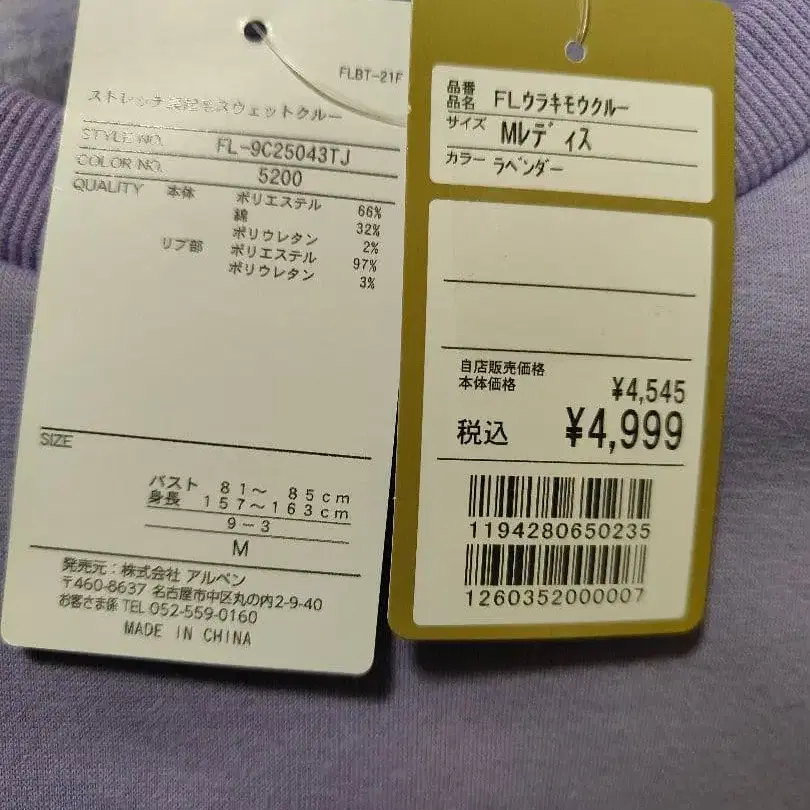 FLBT-21F
ストレッチ裏起毛スウェットクルー
STYLE NO. FL-9C25043TJ
COLOR NO. 5200
QUALITY 本体 ポリエステル 66%
綿 32%
ポリウレタン 2%
リブ部 ポリエステル 97%
ポリウレタン 3%
SIZE
バスト 81〜 85cm
身長 157〜163cm
9-3
M
発売元:株式会社 アルペン
〒460-8637 名古屋市中区丸の内2-9-40
お客さま係 TEL 052-559-0160
MADE IN CHINA
品番
品名 FLウラキモウクルー
サイズ Mレディス
カラー ラベンダー
自店販売価格
本体価格 ¥4,545
税込 ¥4,999
1194280650235
1260352000007